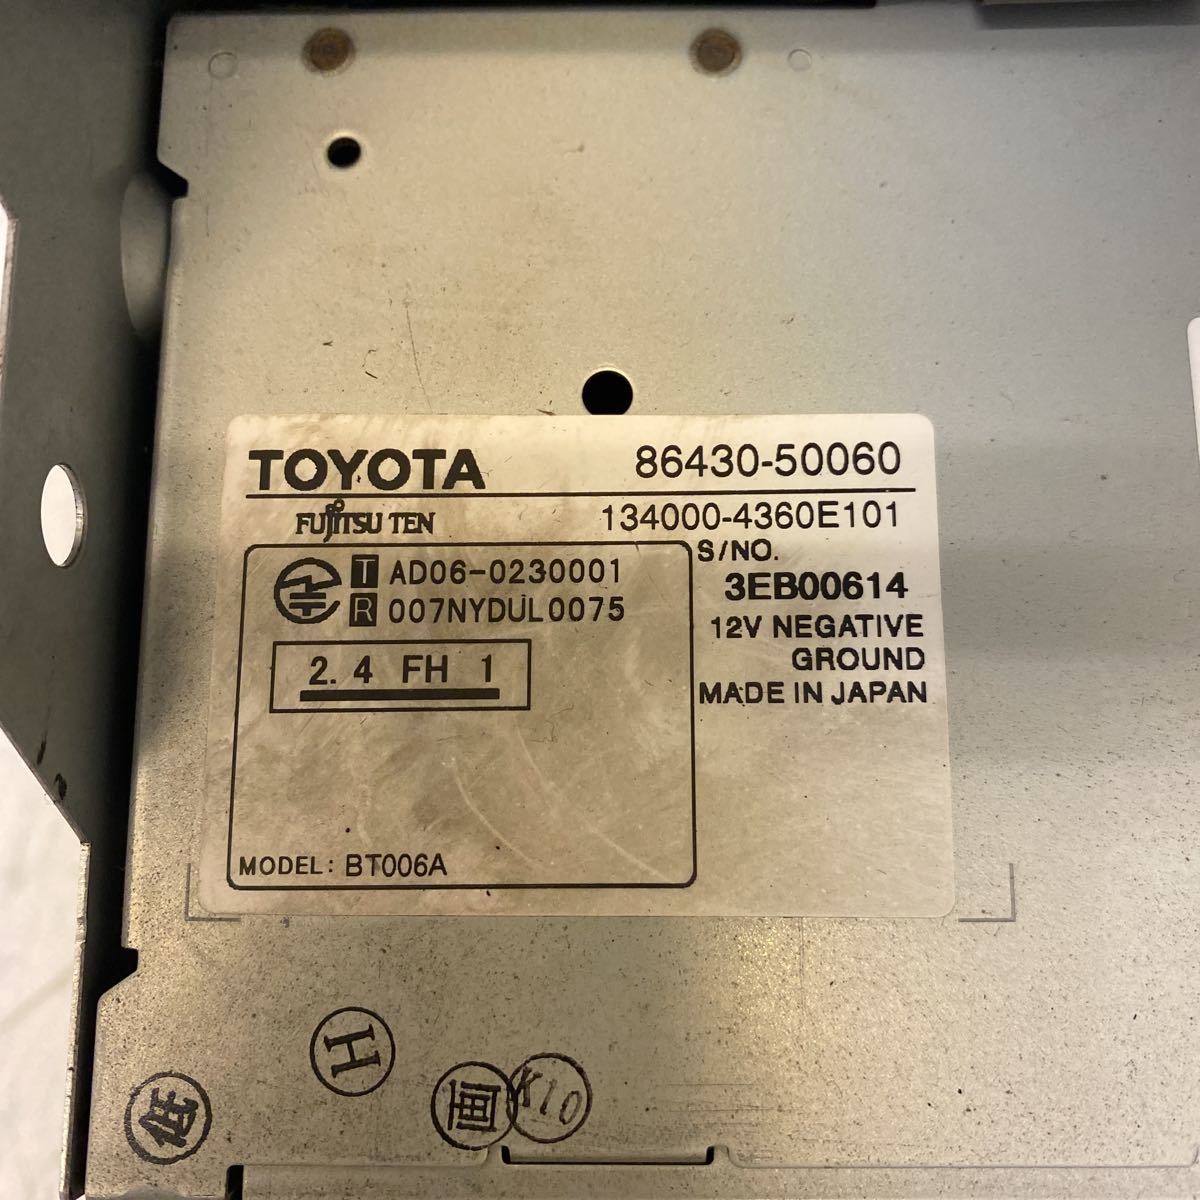 TOYOTA 86430-50060
FUJITSU TEN 134000-4360E101
S/NO.
T AD06-0230001
3EB00614
R 007NYDUL0075
12V NEGATIVE
GROUND
2.4 FH 1
MADE IN JAPAN
MODEL: BT006A
H
画
K10
低